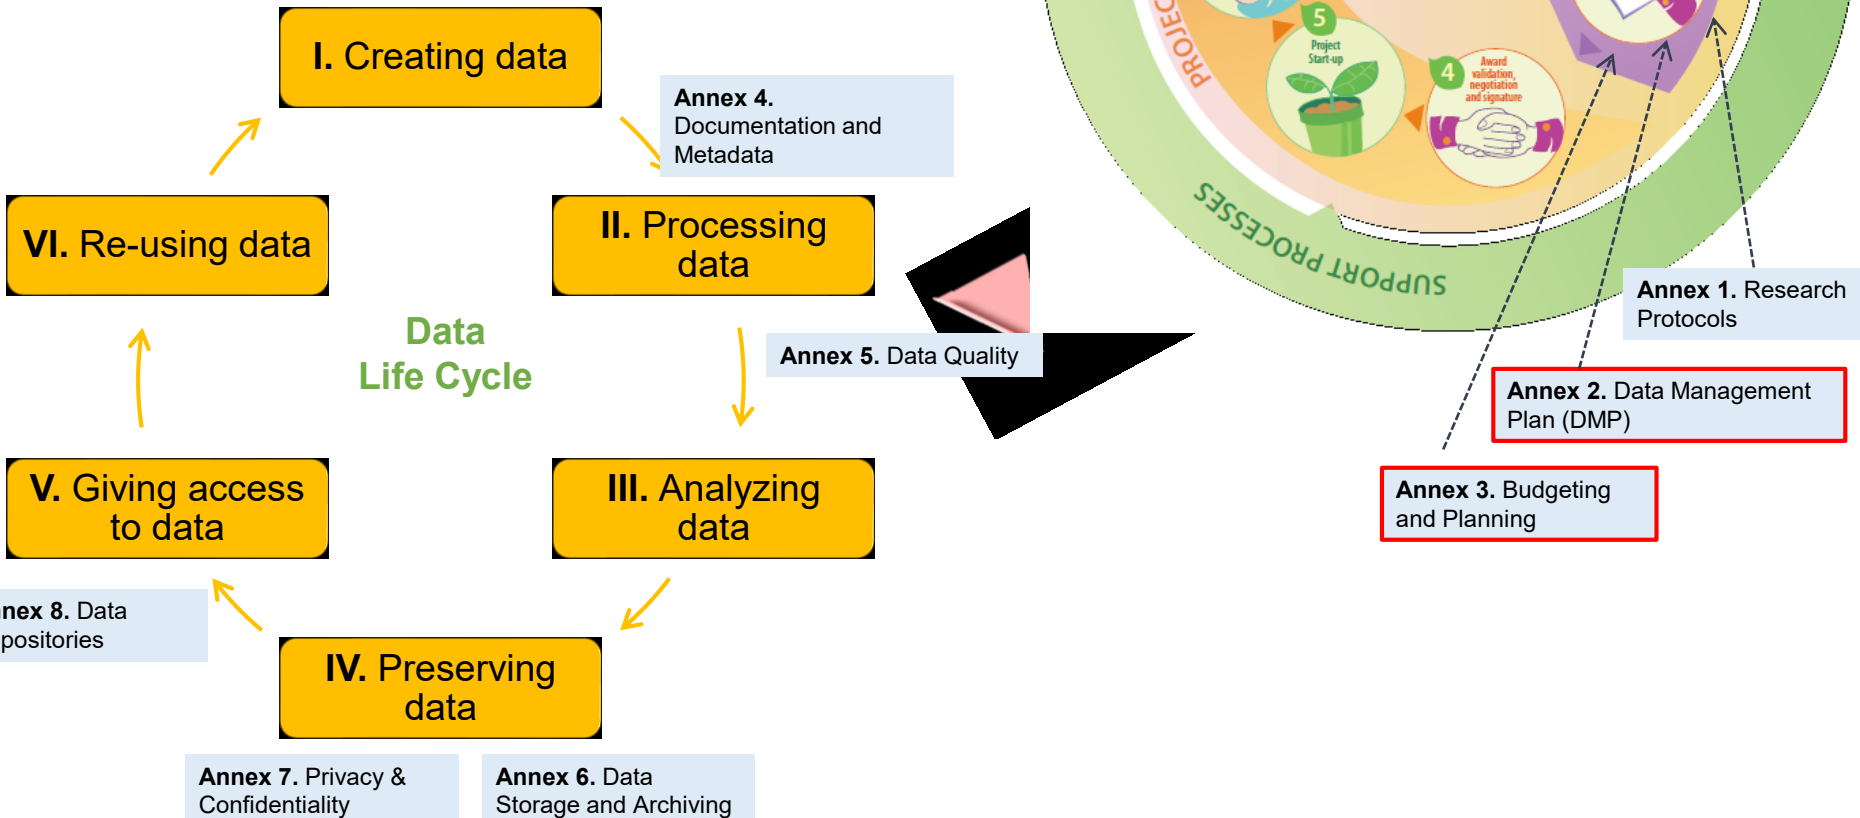 I. Creating data
Annex 4.
Documentation and
Metadata
II. Processing
data
VI. Re-using data
Data
Life Cycle
Annex 5. Data Quality
V. Giving access
to data
III. Analyzing
data
nex 8. Data
positories
IV. Preserving
data
Annex 7. Privacy &
Confidentiality
Annex 6. Data
Storage and Archiving
PROJEC
5
Project
Start-up
4
Award
validation,
negotiation
and signature
SUPPORT PROCESSES
Annex 1. Research
Protocols
Annex 2. Data Management
Plan (DMP)
Annex 3. Budgeting
and Planning